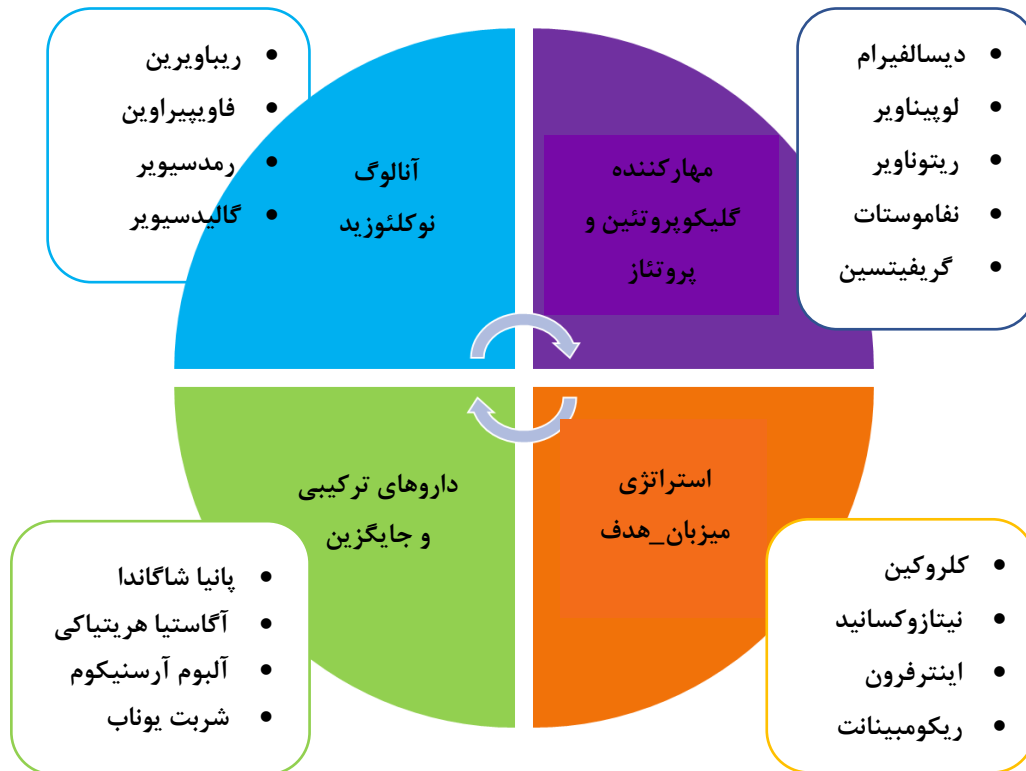 دیسالفیرام
لوپیناویر
ریتوناویر
نفاموستات
گریفیتسین
مهارکننده
گلیکوپروتئین و
پروتئاز
آنالوگ
نوکلئوزید
ریباویرین
فاویپیراوین
رمدسیویر
گالیدسیویر
کلروکین
نیتازوکسانید
اینترفرون
ریکومبینانت
استراتژی
میزبان_هدف
داروهای ترکیبی
و جایگزین
پانیا شاگاندا
آگاستیا هریتیاکی
آلبوم آرسنیکوم
شربت یوناب